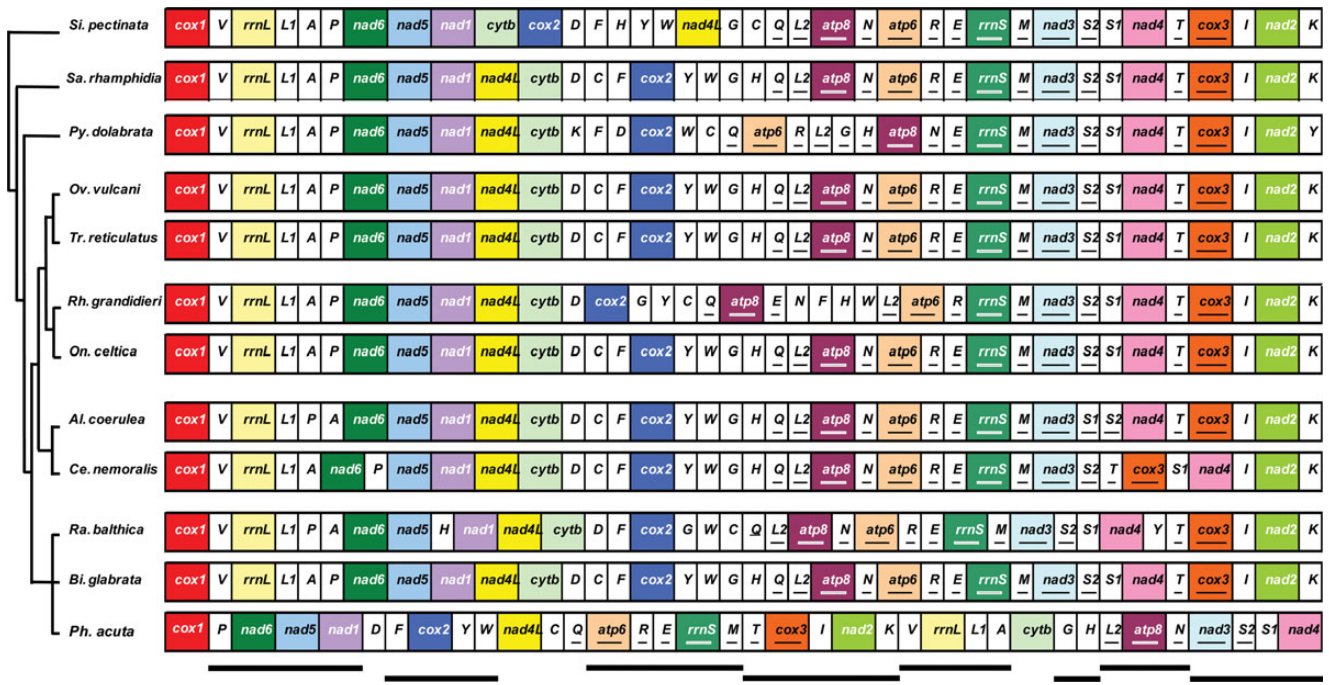 Si. pectinata cox1 V rrnL L1 A P nad6 nad5 nad1 cytb cox2 D F H Y W nad4L G C Q L2 atp8 N atp6 R E rrnS M nad3 S2 S1 nad4 T cox3 I nad2 K
Sa. rhamphidia cox1 V rrnL L1 A P nad6 nad5 nad1 nad4L cytb D C F cox2 Y W G H Q L2 atp8 N atp6 R E rrnS M nad3 S2 S1 nad4 T cox3 I nad2 K
Py. dolabrata cox1 V rrnL L1 A P nad6 nad5 nad1 nad4L cytb K F D cox2 W C Q atp6 R L2 G H atp8 N E rrnS M nad3 S2 S1 nad4 T cox3 I nad2 Y
Ov. vulcani cox1 V rrnL L1 A P nad6 nad5 nad1 nad4L cytb D C F cox2 Y W G H Q L2 atp8 N atp6 R E rrnS M nad3 S2 S1 nad4 T cox3 I nad2 K
Tr. reticulatus cox1 V rrnL L1 A P nad6 nad5 nad1 nad4L cytb D C F cox2 Y W G H Q L2 atp8 N atp6 R E rrnS M nad3 S2 S1 nad4 T cox3 I nad2 K
Rh. grandidieri cox1 V rrnL L1 A P nad6 nad5 nad1 nad4L cytb D cox2 G Y C Q atp8 E N F H W L2 atp6 R rrnS M nad3 S2 S1 nad4 T cox3 I nad2 K
On. celtica cox1 V rrnL L1 A P nad6 nad5 nad1 nad4L cytb D C F cox2 Y W G H Q L2 atp8 N atp6 R E rrnS M nad3 S2 S1 nad4 T cox3 I nad2 K
Al. coerulea cox1 V rrnL L1 P A nad6 nad5 nad1 nad4L cytb D C F cox2 Y W G H Q L2 atp8 N atp6 R E rrnS M nad3 S1 S2 nad4 T cox3 I nad2 K
Ce. nemoralis cox1 V rrnL L1 A nad6 P nad5 nad1 nad4L cytb D C F cox2 Y W G H Q L2 atp8 N atp6 R E rrnS M nad3 S2 T cox3 S1 nad4 I nad2 K
Ra. balthica cox1 V rrnL L1 P A nad6 nad5 H nad1 nad4L cytb D F cox2 G W C Q L2 atp8 N atp6 R E rrnS M nad3 S2 S1 nad4 Y T cox3 I nad2 K
Bi. glabrata cox1 V rrnL L1 A P nad6 nad5 nad1 nad4L cytb D C F cox2 Y W G H Q L2 atp8 N atp6 R E rrnS M nad3 S2 S1 nad4 T cox3 I nad2 K
Ph. acuta cox1 P nad6 nad5 nad1 D F cox2 Y W nad4L C Q atp6 R E rrnS M T cox3 I nad2 K V rrnL L1 A cytb G H L2 atp8 N nad3 S2 S1 nad4